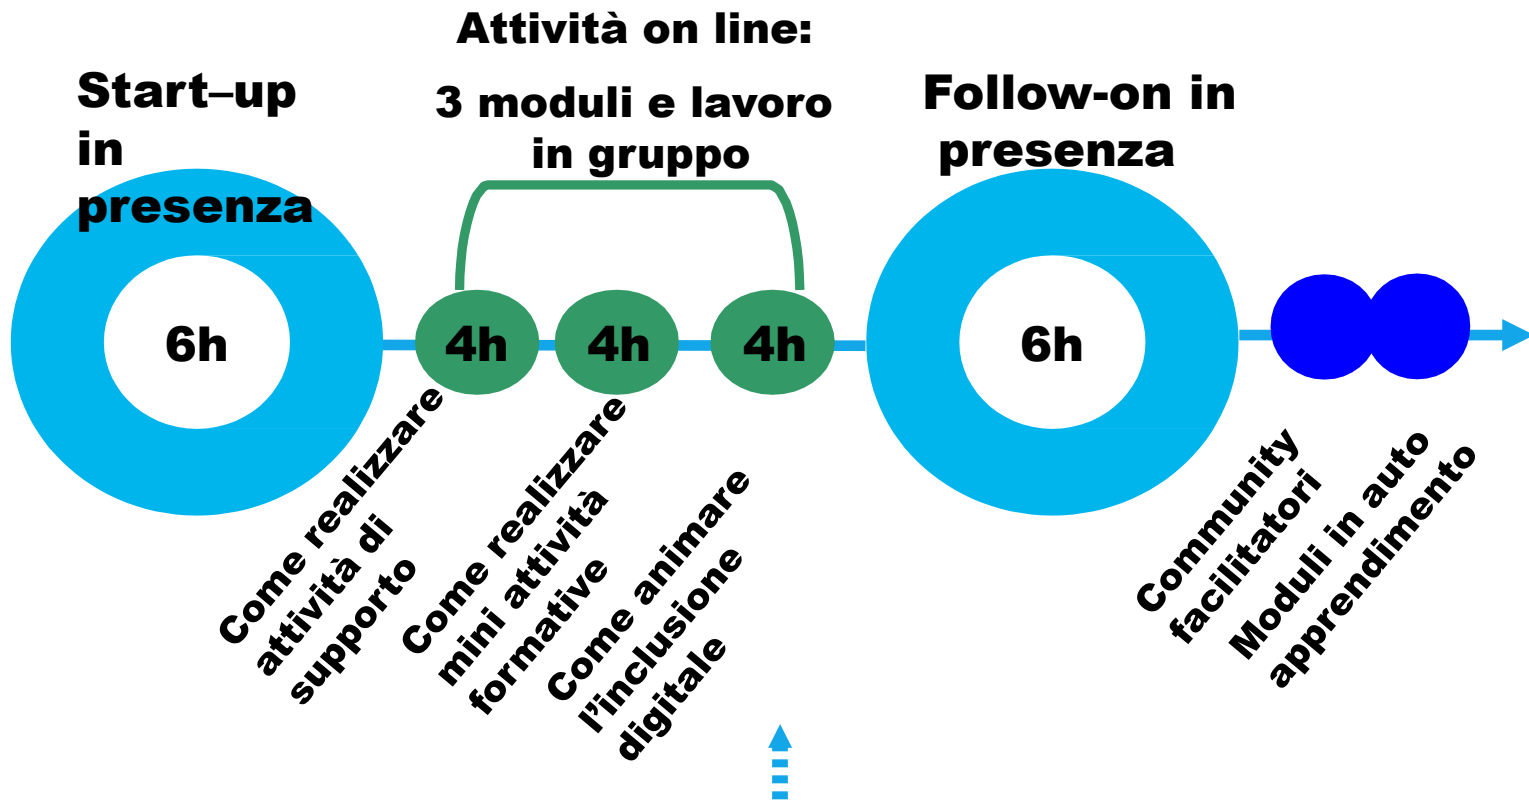 Attività on line:
3 moduli e lavoro
in gruppo
Start–up
in
presenza
Follow-on in
presenza
6h
4h
4h
4h
6h
Come realizzare
attività di
supporto
Come realizzare
mini attività
formative
Come animare
l’inclusione
digitale
Community
facilitatori
Moduli in auto
apprendimento